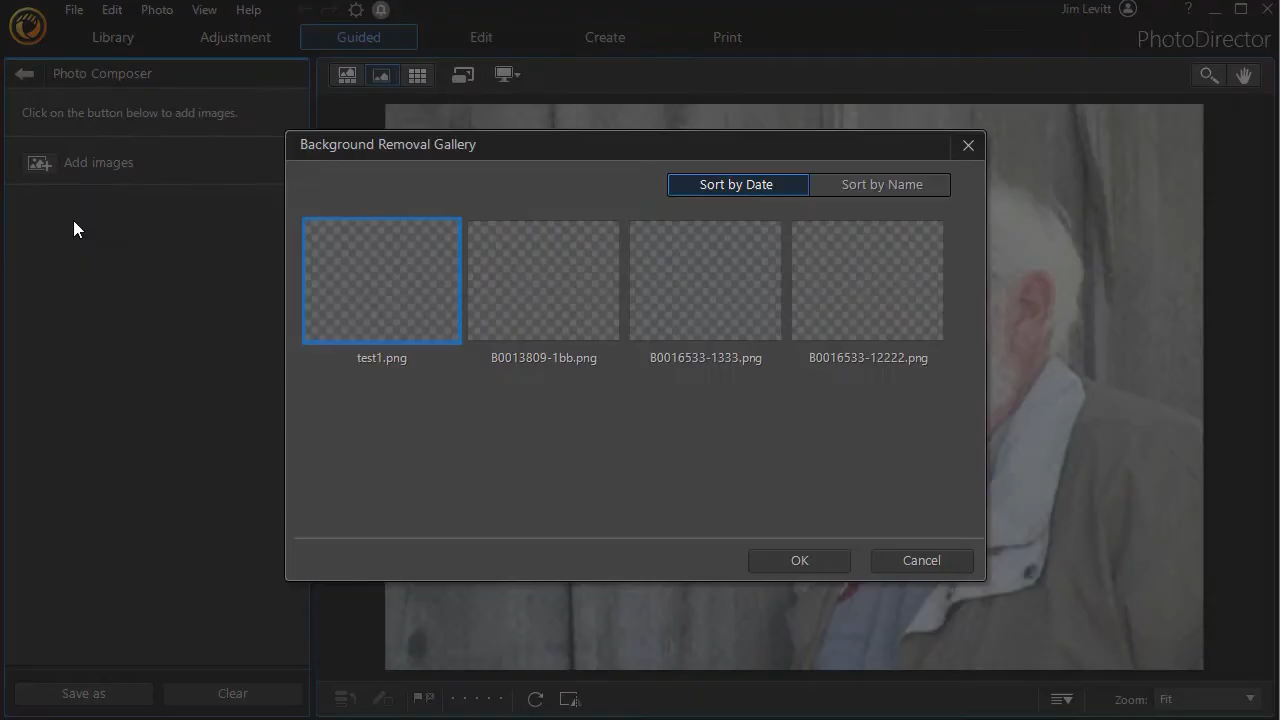 File Edit Photo View Help
Jim Levitt ?
Library Adjustment Guided Edit Create Print
PhotoDirector
Photo Composer
Click on the button below to add images.
Add images
Background Removal Gallery
Sort by Date Sort by Name
test1.png B0013809-1bb.png B0016533-1333.png B0016533-12222.png
OK Cancel
Save as Clear
Zoom: Fit